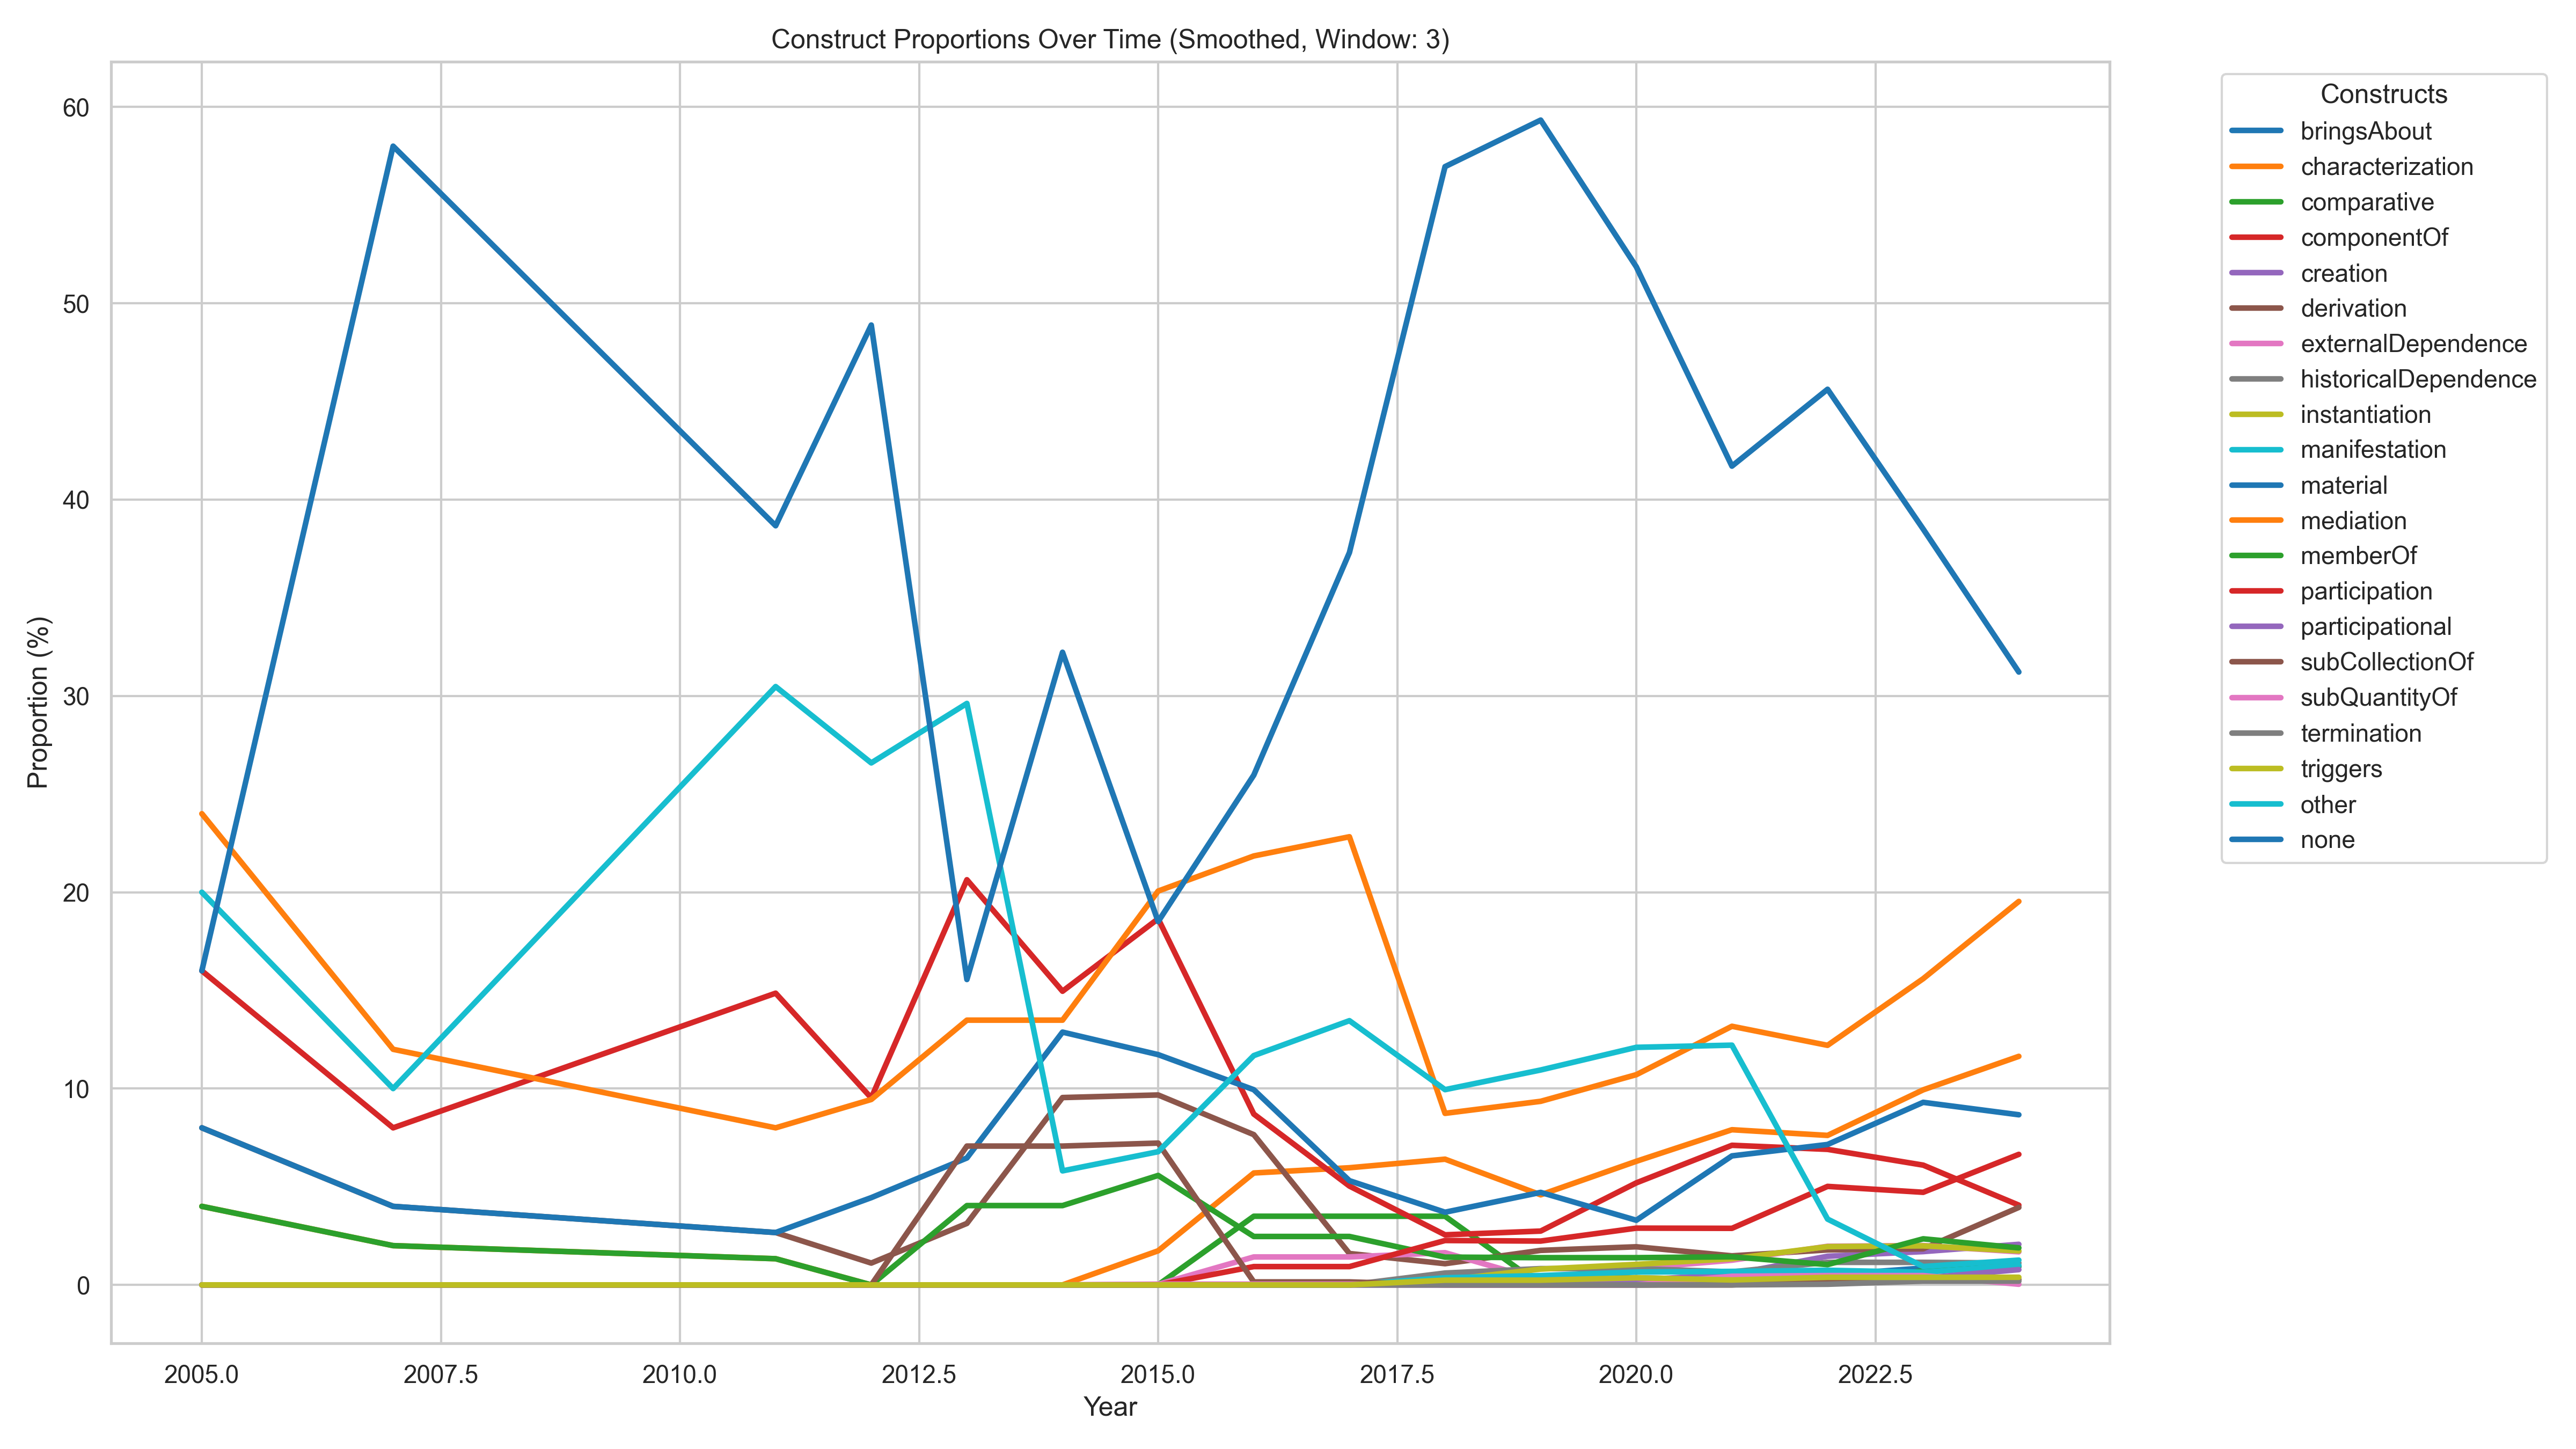 Construct Proportions Over Time (Smoothed, Window: 3)
60
50
40
30
20
10
0
Proportion (%)
2005.0 2007.5 2010.0 2012.5 2015.0 2017.5 2020.0 2022.5
Year
Constructs
bringsAbout
characterization
comparative
componentOf
creation
derivation
externalDependence
historicalDependence
instantiation
manifestation
material
mediation
memberOf
participation
participational
subCollectionOf
subQuantityOf
termination
triggers
other
none